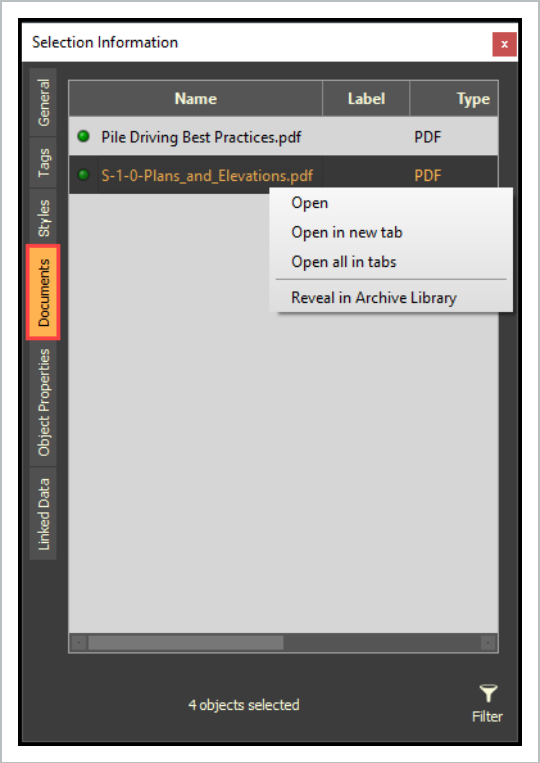 Selection Information
x
General
Tags
Styles
Documents
Object Properties
Linked Data
Name Label Type
Pile Driving Best Practices.pdf PDF
S-1-0-Plans_and_Elevations.pdf PDF
Open
Open in new tab
Open all in tabs
Reveal in Archive Library
4 objects selected
Filter